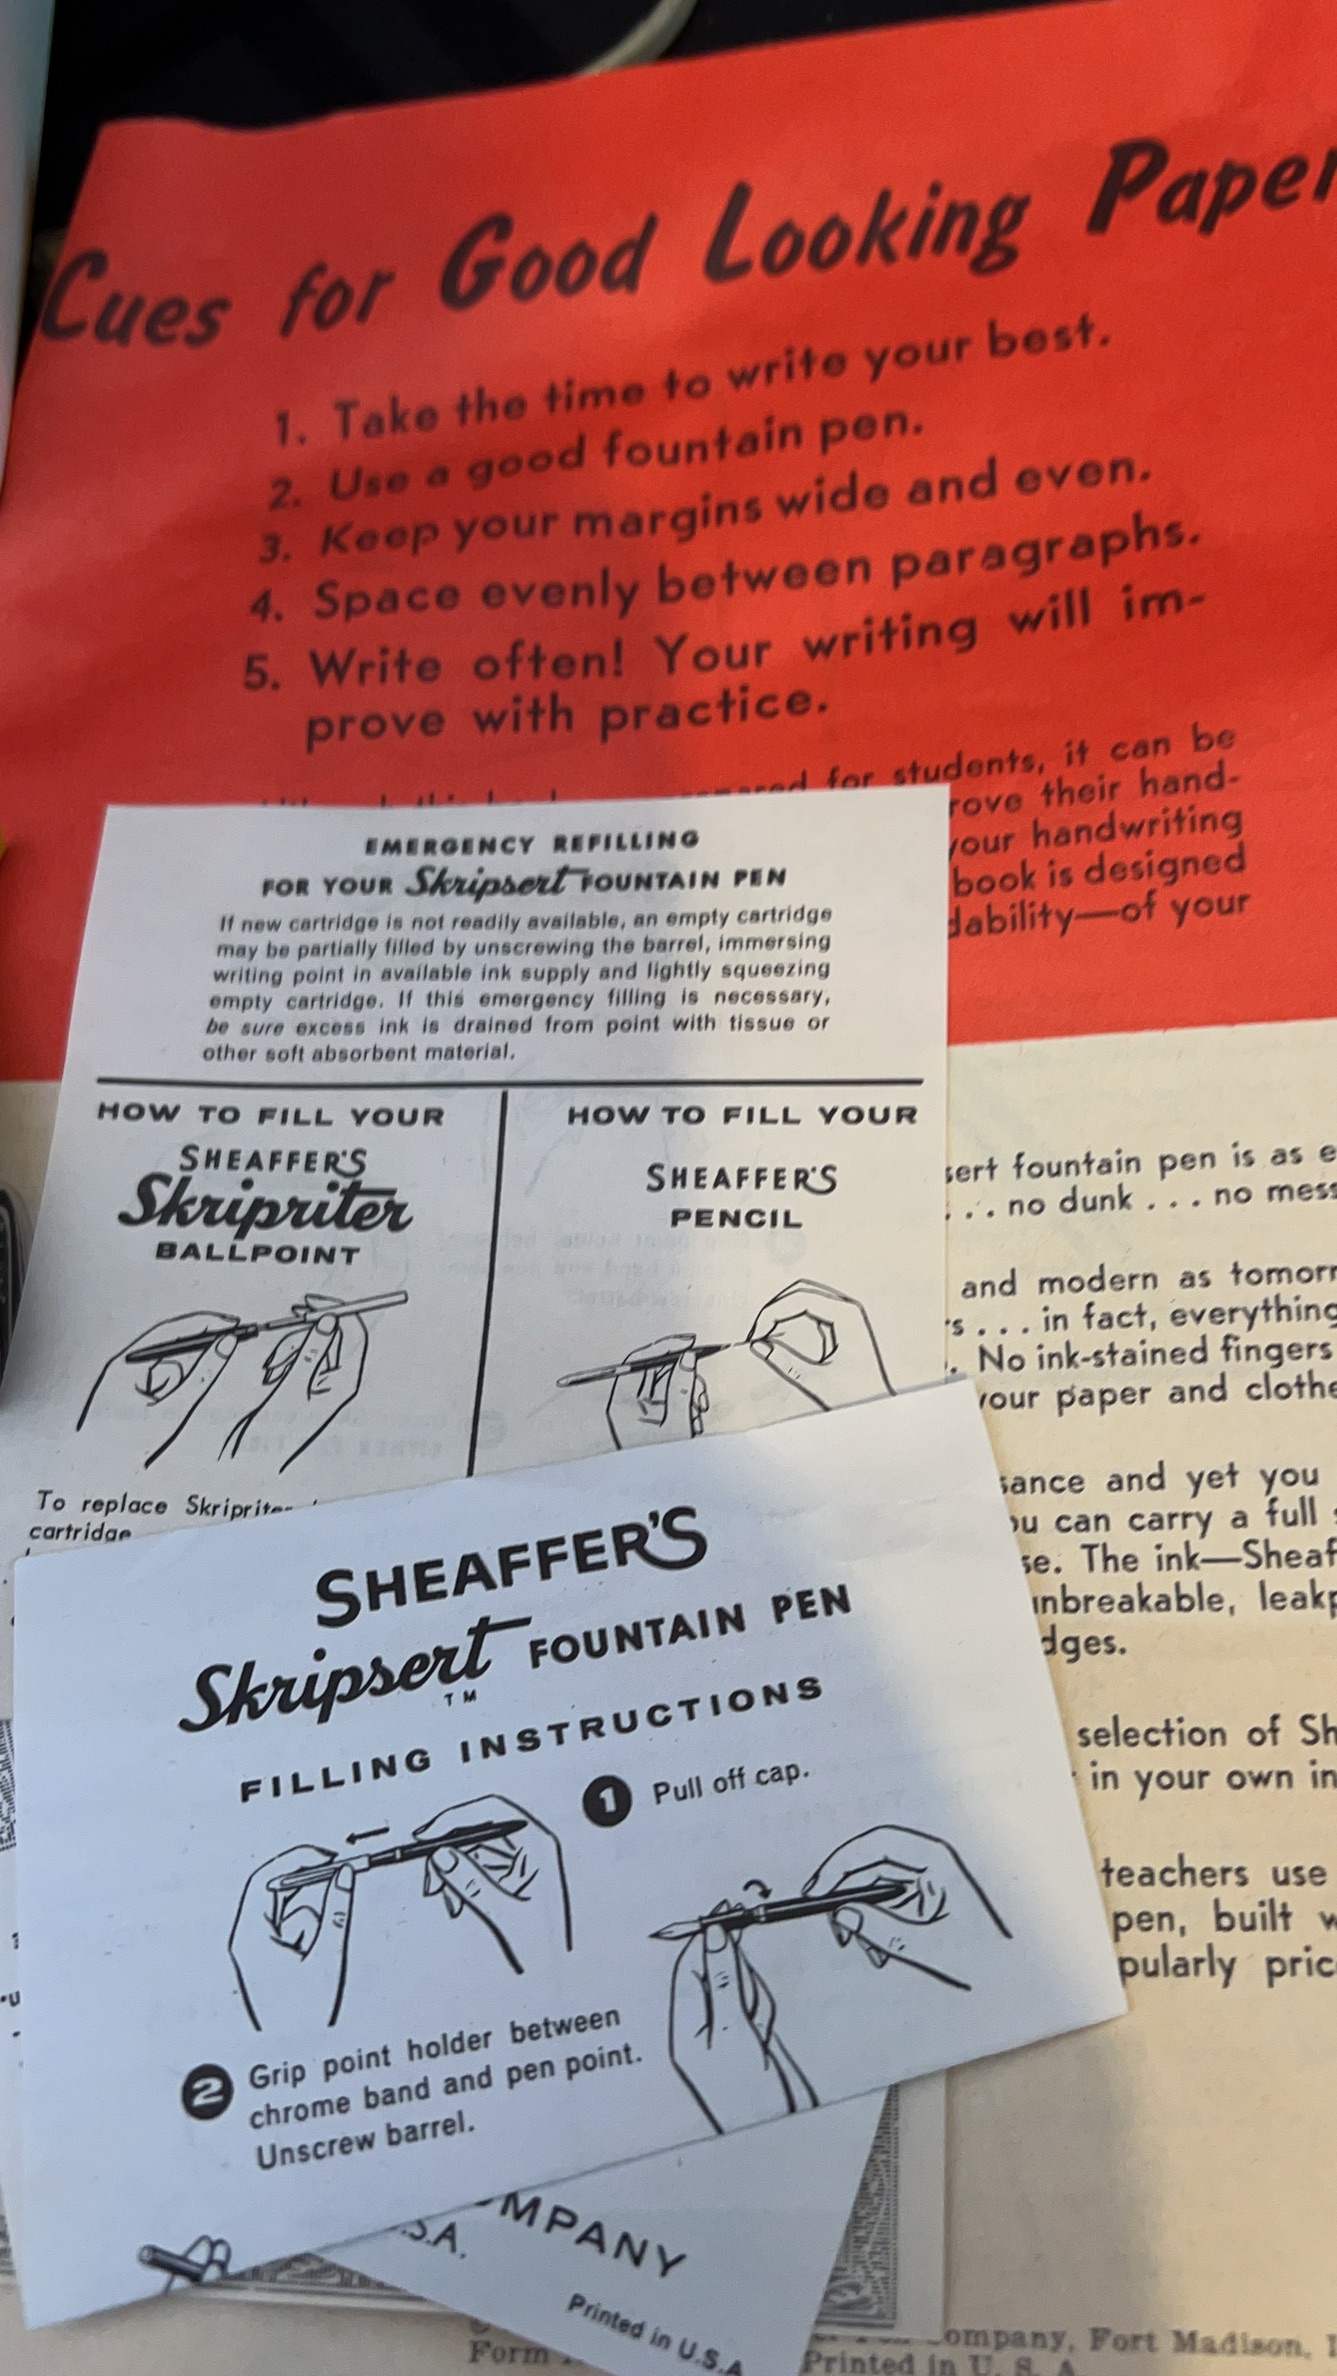 Cues for Good Looking Paper
1. Take the time to write your best.
2. Use a good fountain pen.
3. Keep your margins wide and even.
4. Space evenly between paragraphs.
5. Write often! Your writing will im-
prove with practice.
for students, it can be
their hand-
your handwriting
book is designed
of your
EMERGENCY REFILLING
FOR YOUR Skripsert FOUNTAIN PEN
If new cartridge is not readily available, an empty cartridge
may be partially filled by unscrewing the barrel, immersing
writing point in available ink supply and lightly squeezing
empty cartridge. If this emergency filling is necessary,
be sure excess ink is drained from point with tissue or
other soft absorbent material.
HOW TO FILL YOUR
SHEAFFER'S
Skripriter
BALLPOINT
To replace Skripriter
cartridge
HOW TO FILL YOUR
SHEAFFER'S
PENCIL
sert fountain pen is as e
. . . no dunk . . . no mess
and modern as tomorr
. . . in fact, everything
. No ink-stained fingers
your paper and clothe
and yet you
can carry a full
The ink—Sheaf
unbreakable, leakp
dges.
selection of Sh
in your own in
teachers use
pen, built w
pularly pric
SHEAFFER'S
Skripsert FOUNTAIN PEN
TM
FILLING INSTRUCTIONS
1 Pull off cap.
2 Grip point holder between
chrome band and pen point.
Unscrew barrel.
MPANY
S.A.
Printed in U.S.A
ompany, Fort Madison,
Form
Printed in U. S. A